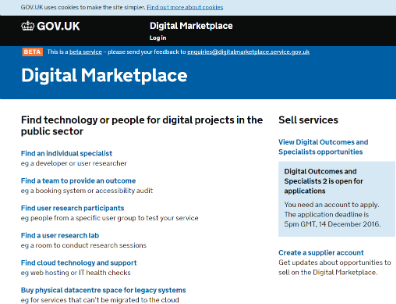 GOV.UK uses cookies to make the site simpler. Find out more about cookies
GOV.UK
Digital Marketplace
Log in
BETA This is a beta service – please send your feedback to enquiries@digitalmarketplace.service.gov.uk
Digital Marketplace
Find technology or people for digital projects in the
public sector
Find an individual specialist
eg a developer or user researcher
Find a team to provide an outcome
eg a booking system or accessibility audit
Find user research participants
eg people from a specific user group to test your service
Find a user research lab
eg a room to conduct research sessions
Find cloud technology and support
eg web hosting or IT health checks
Buy physical datacentre space for legacy systems
eg for services that can't be migrated to the cloud
Sell services
View Digital Outcomes and
Specialists opportunities
Digital Outcomes and
Specialists 2 is open for
applications
You need an account to apply.
The application deadline is
5pm GMT, 14 December 2016.
Create a supplier account
Get updates about opportunities to
sell on the Digital Marketplace.